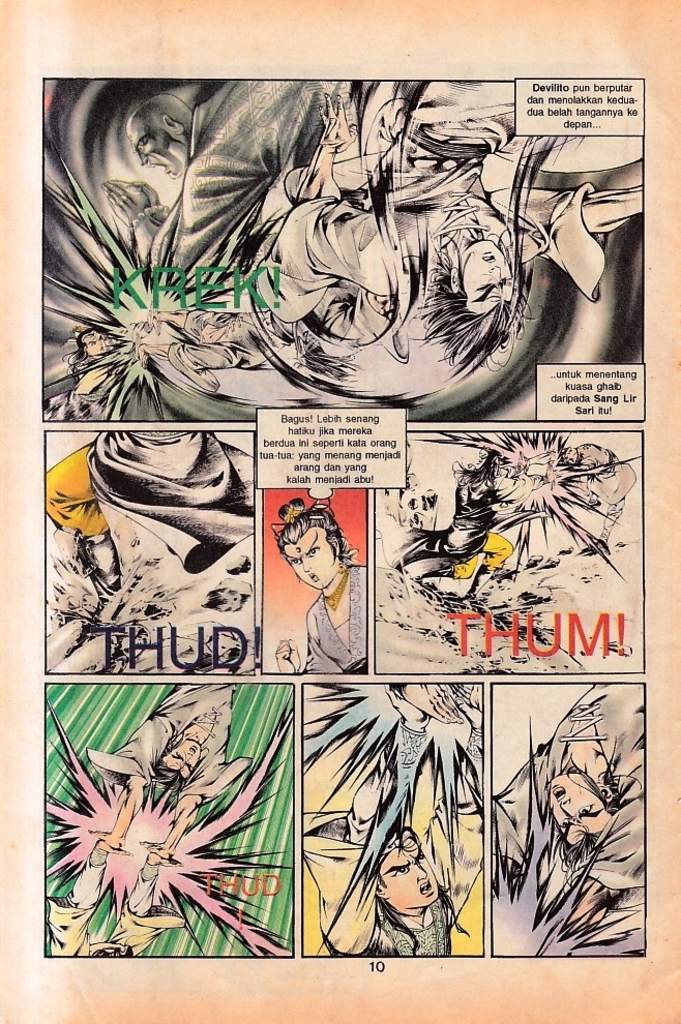 Devilito pun berputar
dan menolakkan kedua-
dua belah tangannya ke
depan...
KREK!
..untuk menentang
kuasa ghaib
daripada Sang Lir
Sari itu!
Bagus! Lebih senang
hatiku jika mereka
berdua ini seperti kata orang
tua-tua: yang menang menjadi
arang dan yang
kalah menjadi abu!
THUD!
THUM!
THUD
!
10